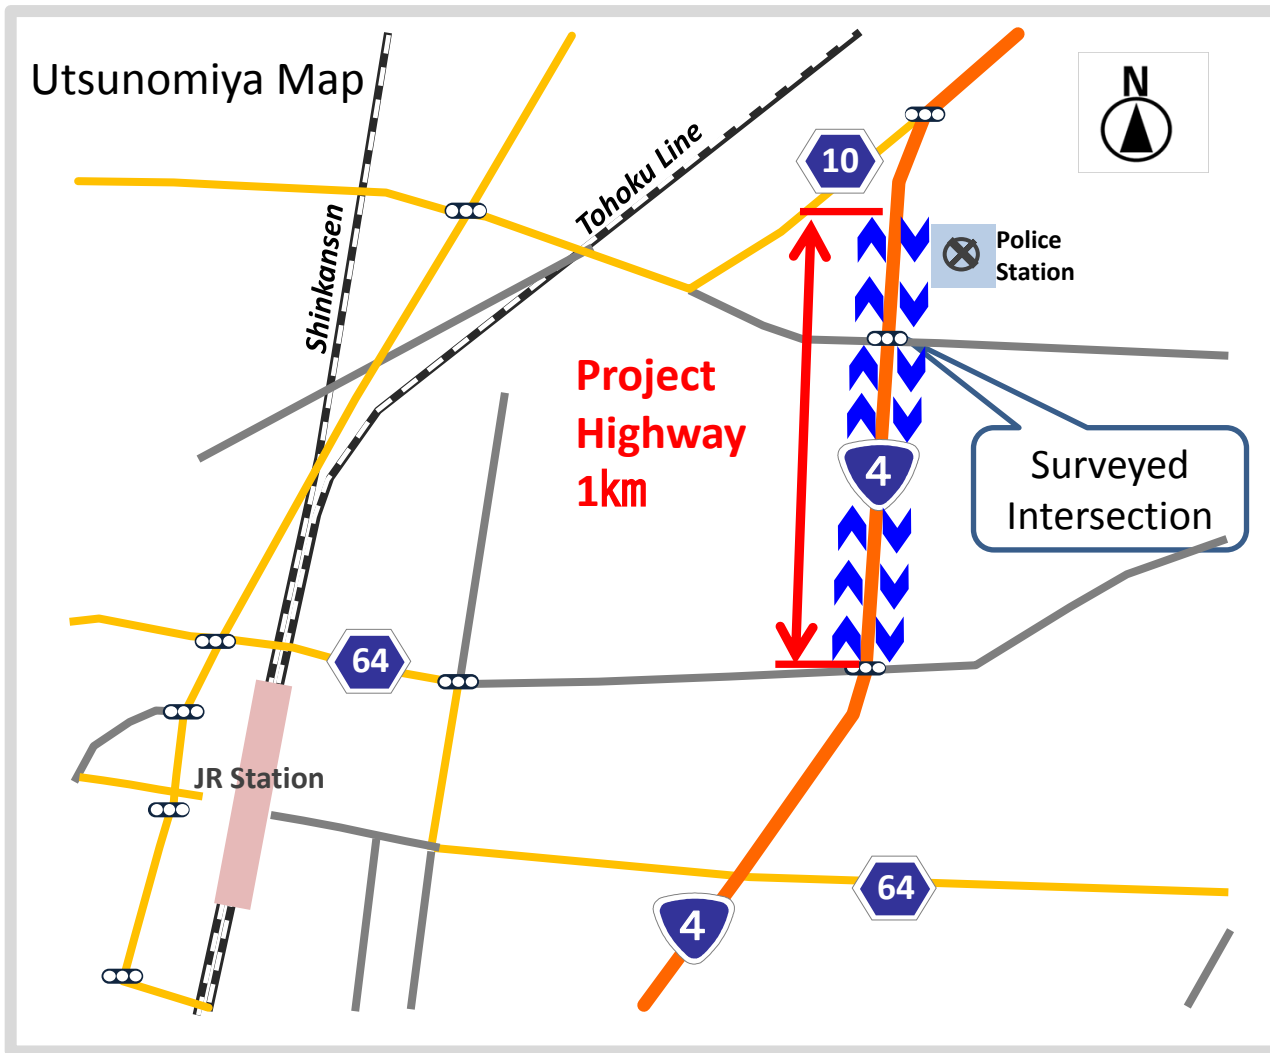 Utsunomiya Map
N
10
Tohoku Line
Shinkansen
Police
Station
Project
Highway
1km
4
Surveyed
Intersection
64
JR Station
64
4